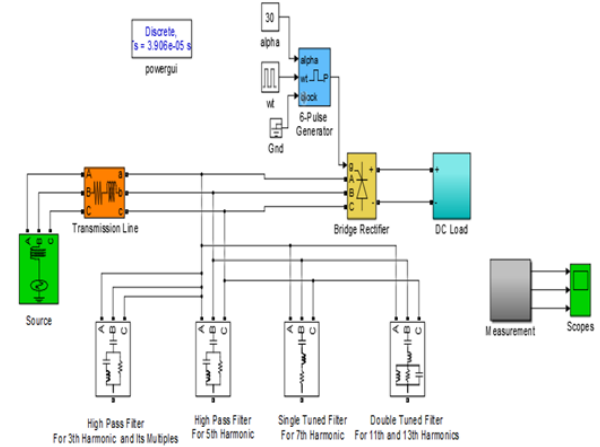 Discrete,
s = 3.906e-05 s
powergui
30
alpha
wt
Gnd
alpha
wt
P
block
6-Pulse
Generator
A
B
C
a
b
c
Transmission Line
g
A
B
C
+
-
Bridge Rectifier
+
-
DC Load
A B C
Source
Measurement
Scopes
A B C
A B C
A B C
A B C
High Pass Filter
For 3th Harmonic and Its Multiples
High Pass Filter
For 5th Harmonic
Single Tuned Filter
For 7th Harmonic
Double Tuned Filter
For 11th and 13th Harmonics